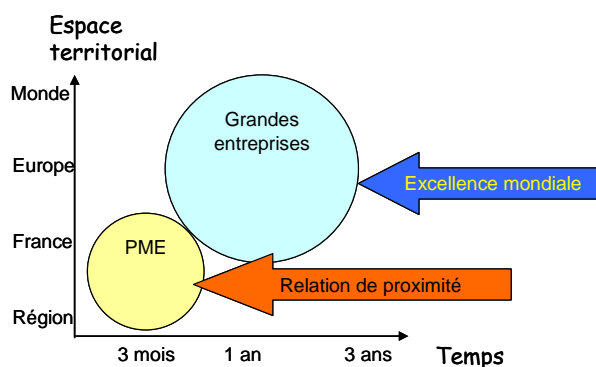 Espace
territorial
Monde
Grandes
entreprises
Europe
Excellence mondiale
France
PME
Relation de proximité
Région
3 mois
1 an
3 ans
Temps